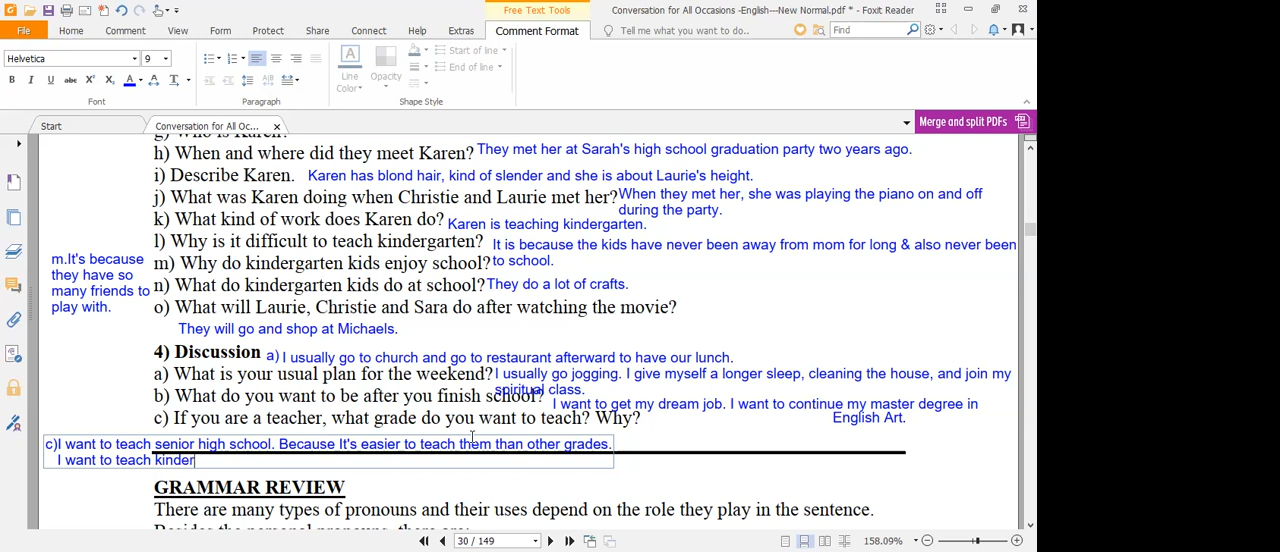 Free Text Tools
Conversation for All Occasions -English---New Normal.pdf * - Foxit Reader
File
Home
Comment
View
Form
Protect
Share
Connect
Help
Extras
Comment Format
Tell me what you want to do..
Find
Helvetica
9
B I U abc X² X₂ A T
Line Color
Opacity
Start of line
End of line
Font
Paragraph
Shape Style
Start
Conversation for All Oc...
Merge and split PDFs
h) When and where did they meet Karen? They met her at Sarah's high school graduation party two years ago.
i) Describe Karen. Karen has blond hair, kind of slender and she is about Laurie's height.
j) What was Karen doing when Christie and Laurie met her? When they met her, she was playing the piano on and off
during the party.
k) What kind of work does Karen do? Karen is teaching kindergarten.
l) Why is it difficult to teach kindergarten? It is because the kids have never been away from mom for long & also never been
to school.
m) Why do kindergarten kids enjoy school?
m.It's because
they have so
many friends to
play with.
n) What do kindergarten kids do at school? They do a lot of crafts.
o) What will Laurie, Christie and Sara do after watching the movie?
They will go and shop at Michaels.
4) Discussion
a) I usually go to church and go to restaurant afterward to have our lunch.
a) What is your usual plan for the weekend? I usually go jogging. I give myself a longer sleep, cleaning the house, and join my
spiritual class.
b) What do you want to be after you finish school?
I want to get my dream job. I want to continue my master degree in
English Art.
c) If you are a teacher, what grade do you want to teach? Why?
c)I want to teach senior high school. Because It's easier to teach them than other grades.
I want to teach kinder
GRAMMAR REVIEW
There are many types of pronouns and their uses depend on the role they play in the sentence.
30 / 149
158.09%